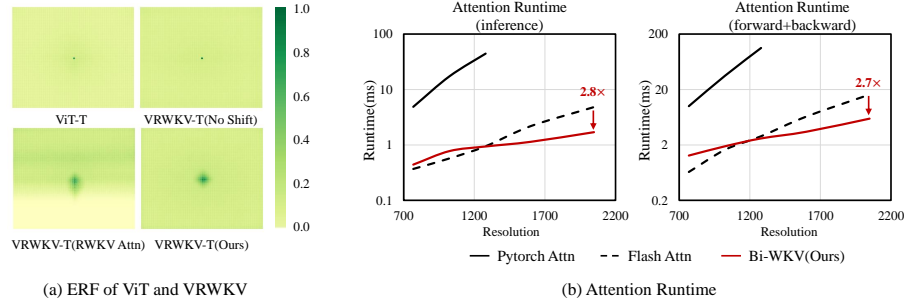 1.0
0.8
0.6
0.4
0.2
0.0
ViT-T
VRWKV-T(No Shift)
VRWKV-T(RWKV Attn)
VRWKV-T(Ours)
(a) ERF of ViT and VRWKV
Attention Runtime
(inference)
Runtime(ms)
100
10
1
0.1
2.8×
700
1200
1700
2200
Resolution
Attention Runtime
(forward+backward)
Runtime(ms)
200
20
2
0.2
2.7×
700
1200
1700
2200
Resolution
Pytorch Attn
Flash Attn
Bi-WKV(Ours)
(b) Attention Runtime